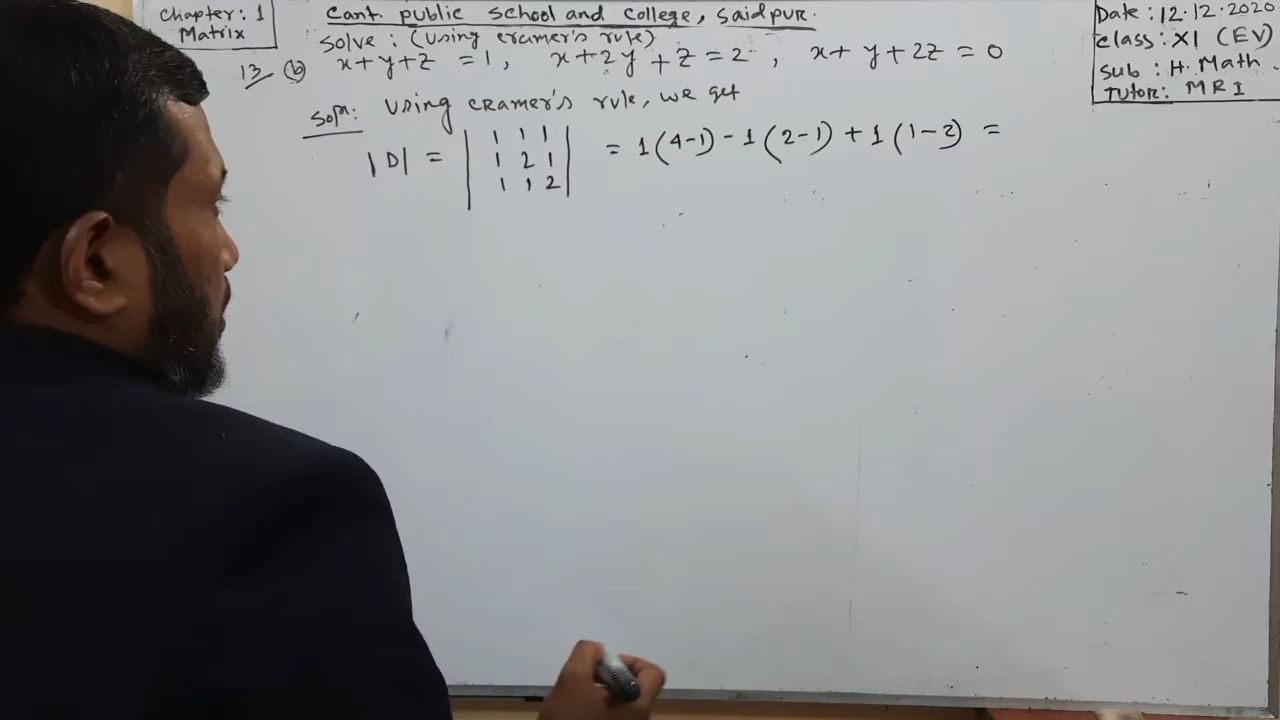 Chapter: 1
Matrix
Cant. public school and college, Saidpur.
Date: 12.12.2020
Class: XI (EV)
Sub: H. Math.
Tutor: MRI
Solve: (Using cramer's rule)
13 (b) x+y+z = 1, x+2y+z = 2, x+y+2z = 0
Soln: Using CRAMER's rule, we get
|D| = | 1 1 1 | = 1(4-1) - 1(2-1) + 1(1-2) =
| 1 2 1 |
| 1 1 2 |